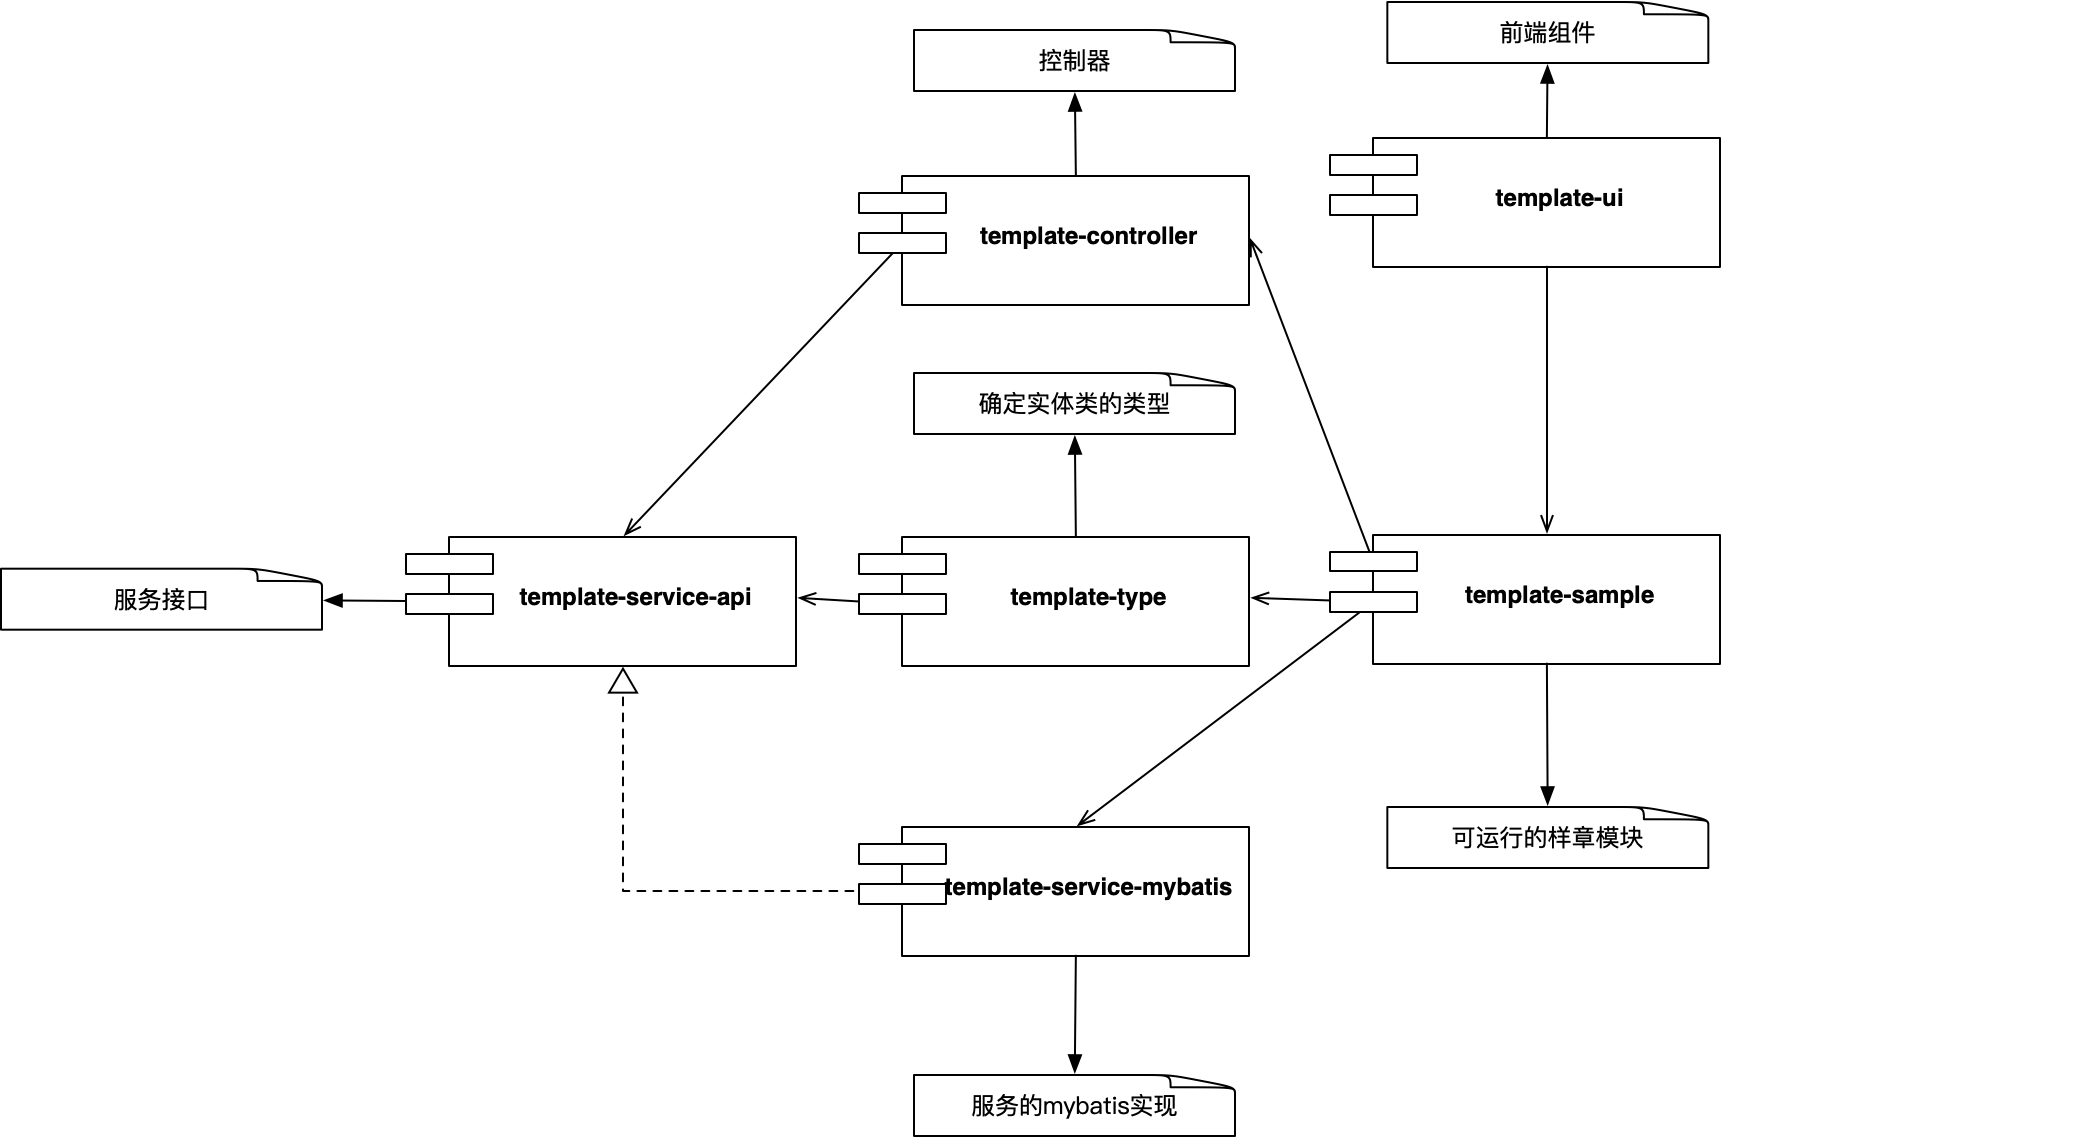 前端组件
控制器
template-ui
template-controller
确定实体类的类型
服务接口
template-service-api
template-type
template-sample
可运行的样章模块
template-service-mybatis
服务的mybatis实现